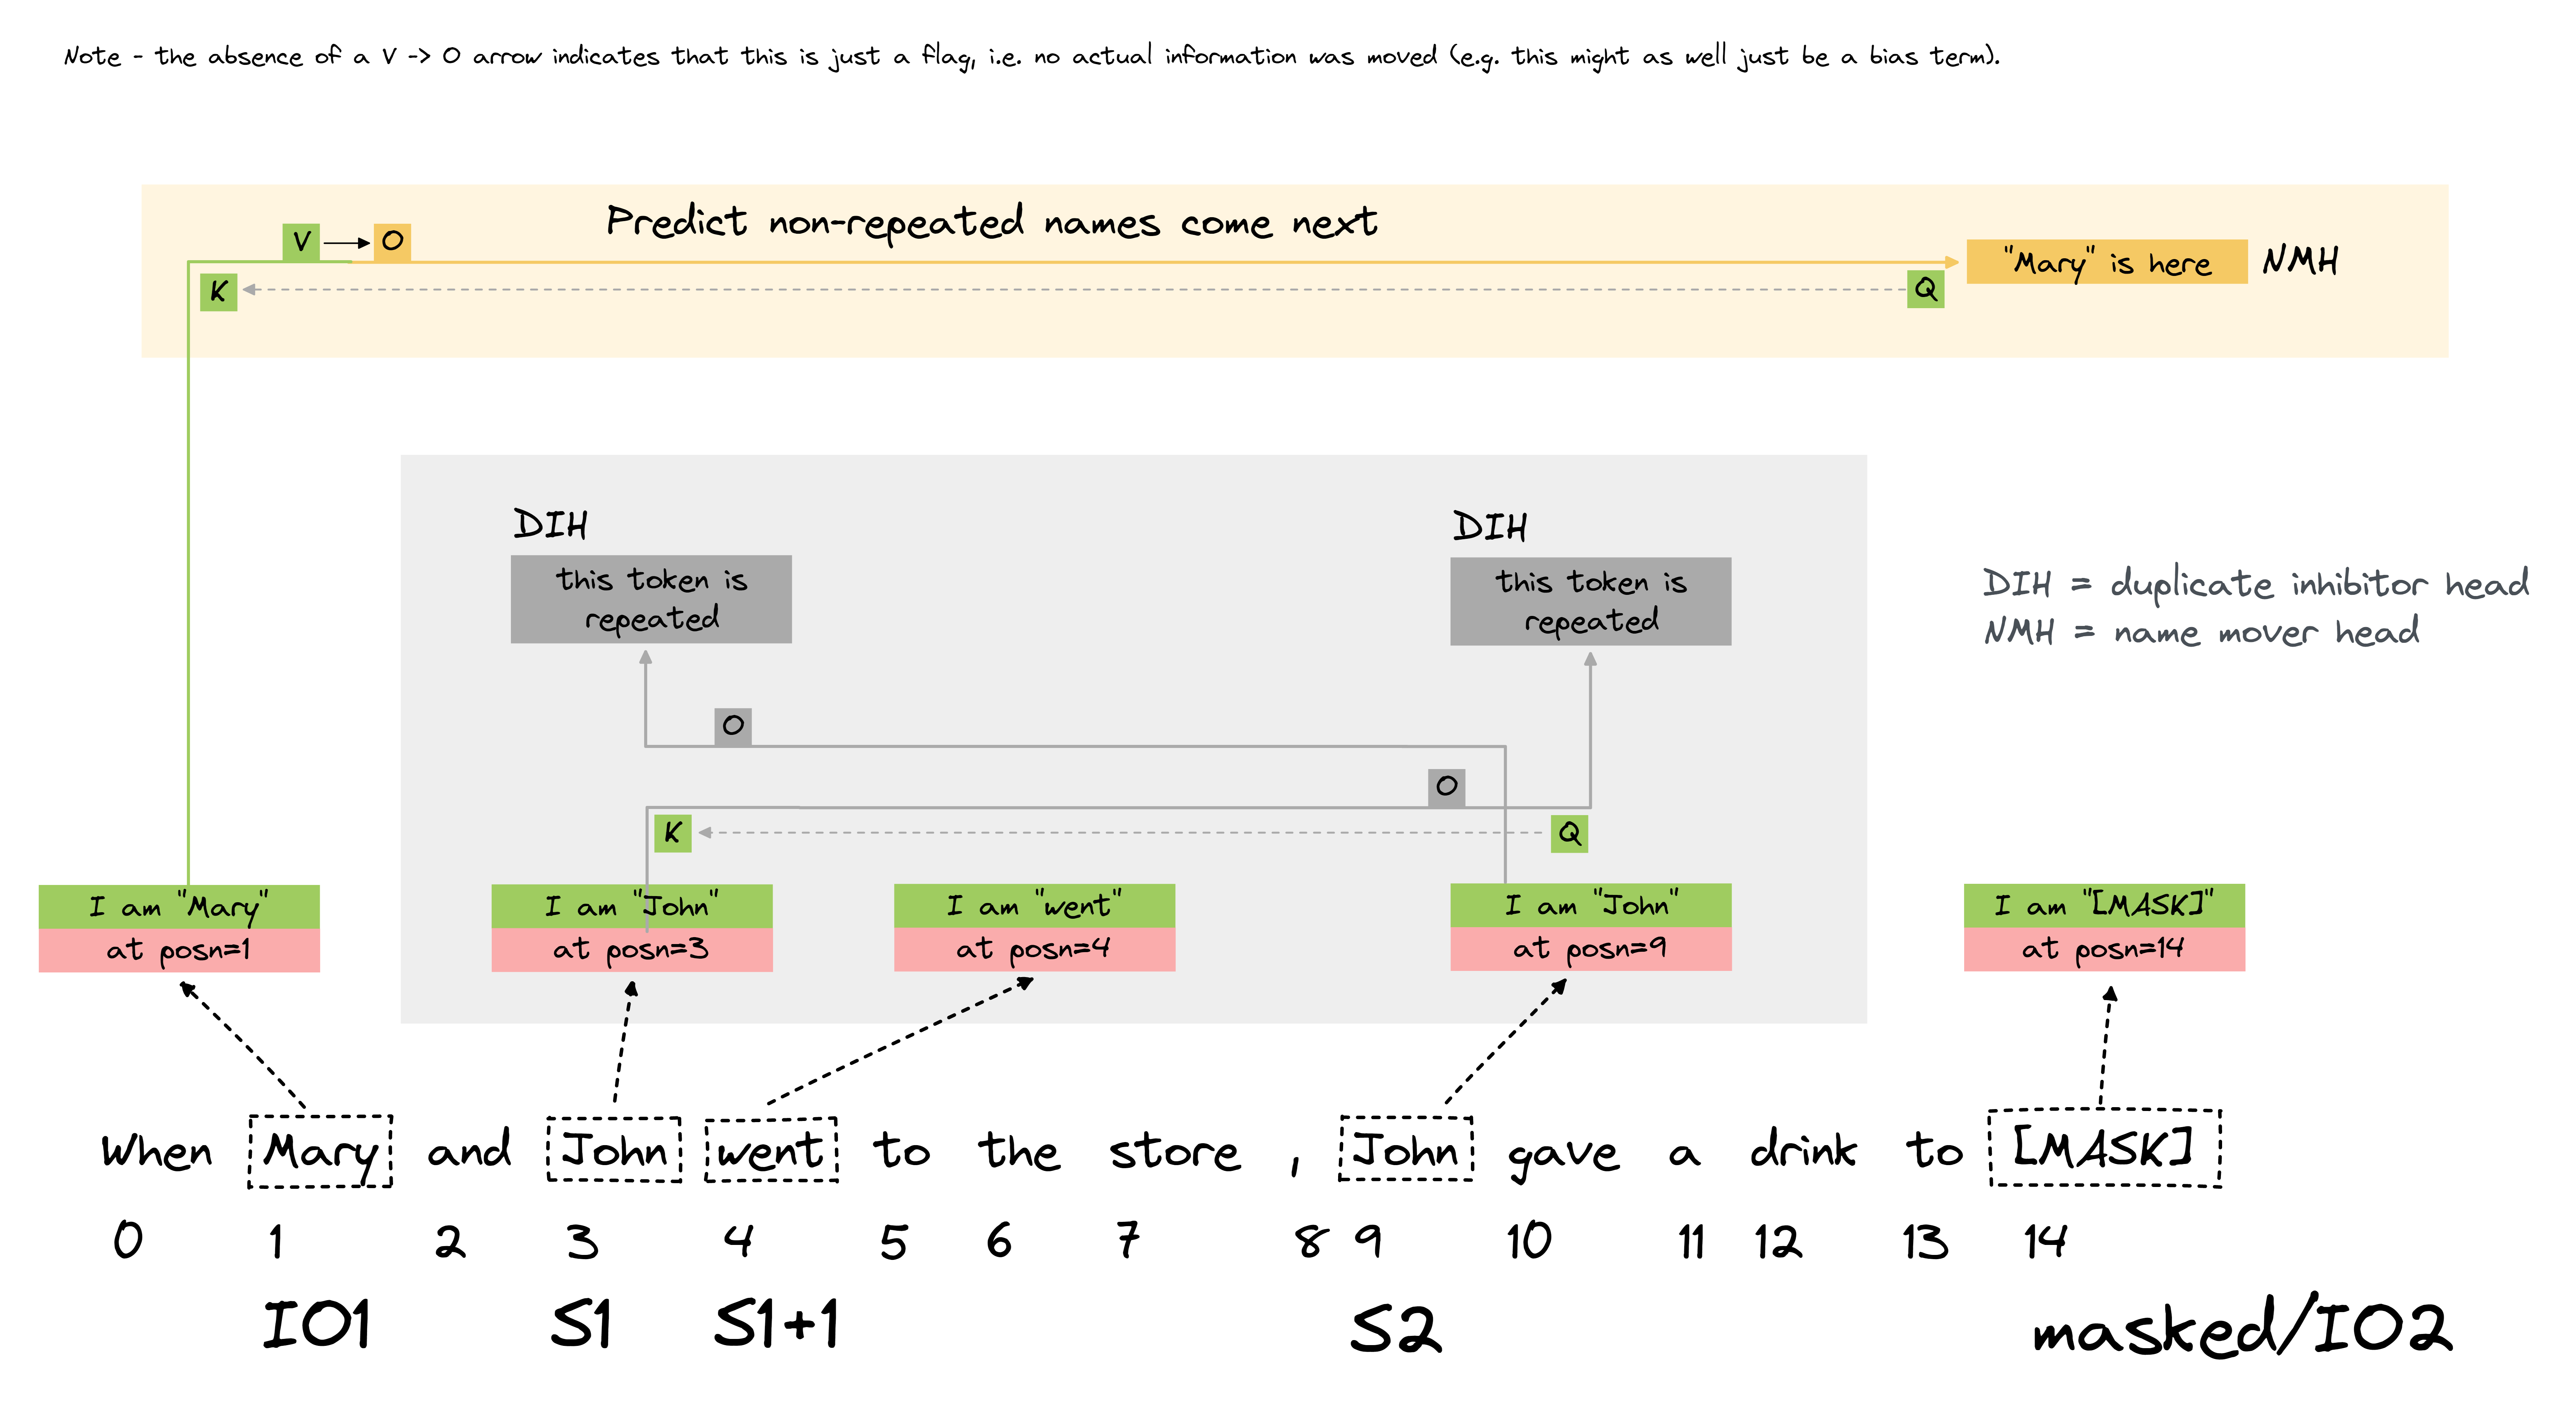 Note - the absence of a V -> O arrow indicates that this is just a flag, i.e. no actual information was moved (e.g. this might as well just be a bias term).
Predict non-repeated names come next
V
O
"Mary" is here
NMH
K
Q
DIH
DIH
this token is
repeated
this token is
repeated
DIH = duplicate inhibitor head
NMH = name mover head
O
O
K
Q
I am "Mary"
at posn=1
I am "John"
at posn=3
I am "went"
at posn=4
I am "John"
at posn=9
I am "[MASK]"
at posn=14
When Mary and John went to the store , John gave a drink to [MASK]
0 1 2 3 4 5 6 7 8 9 10 11 12 13 14
IO1 S1 S1+1 S2 masked/IO2